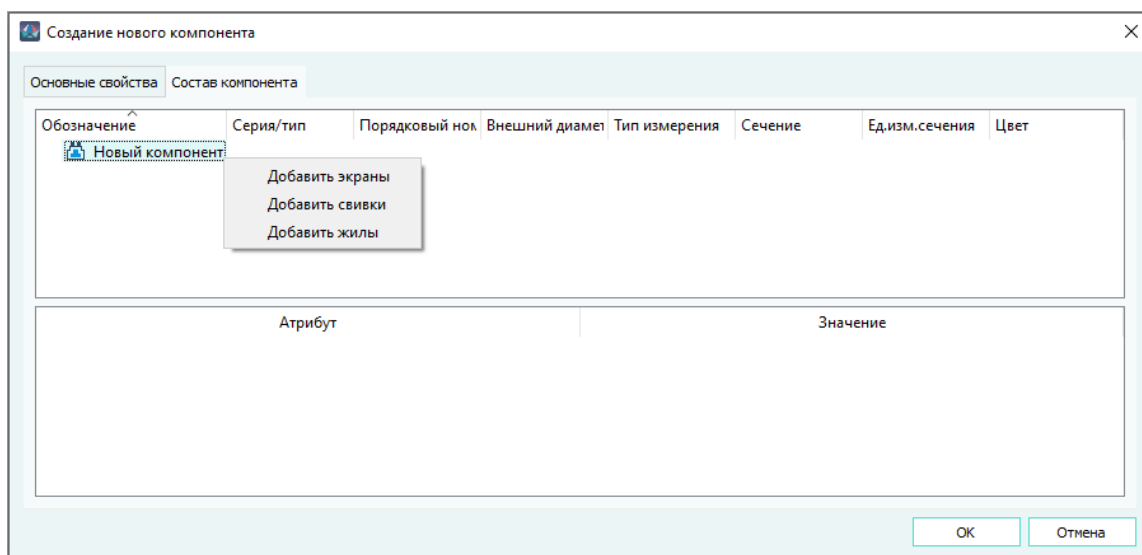 Создание нового компонента
Основные свойства Состав компонента
Обозначение Серия/тип Порядковый ном Внешний диамет Тип измерения Сечение Ед.изм.сечения Цвет
Новый компонент
Добавить экраны
Добавить свивки
Добавить жилы
Атрибут Значение
OK Отмена